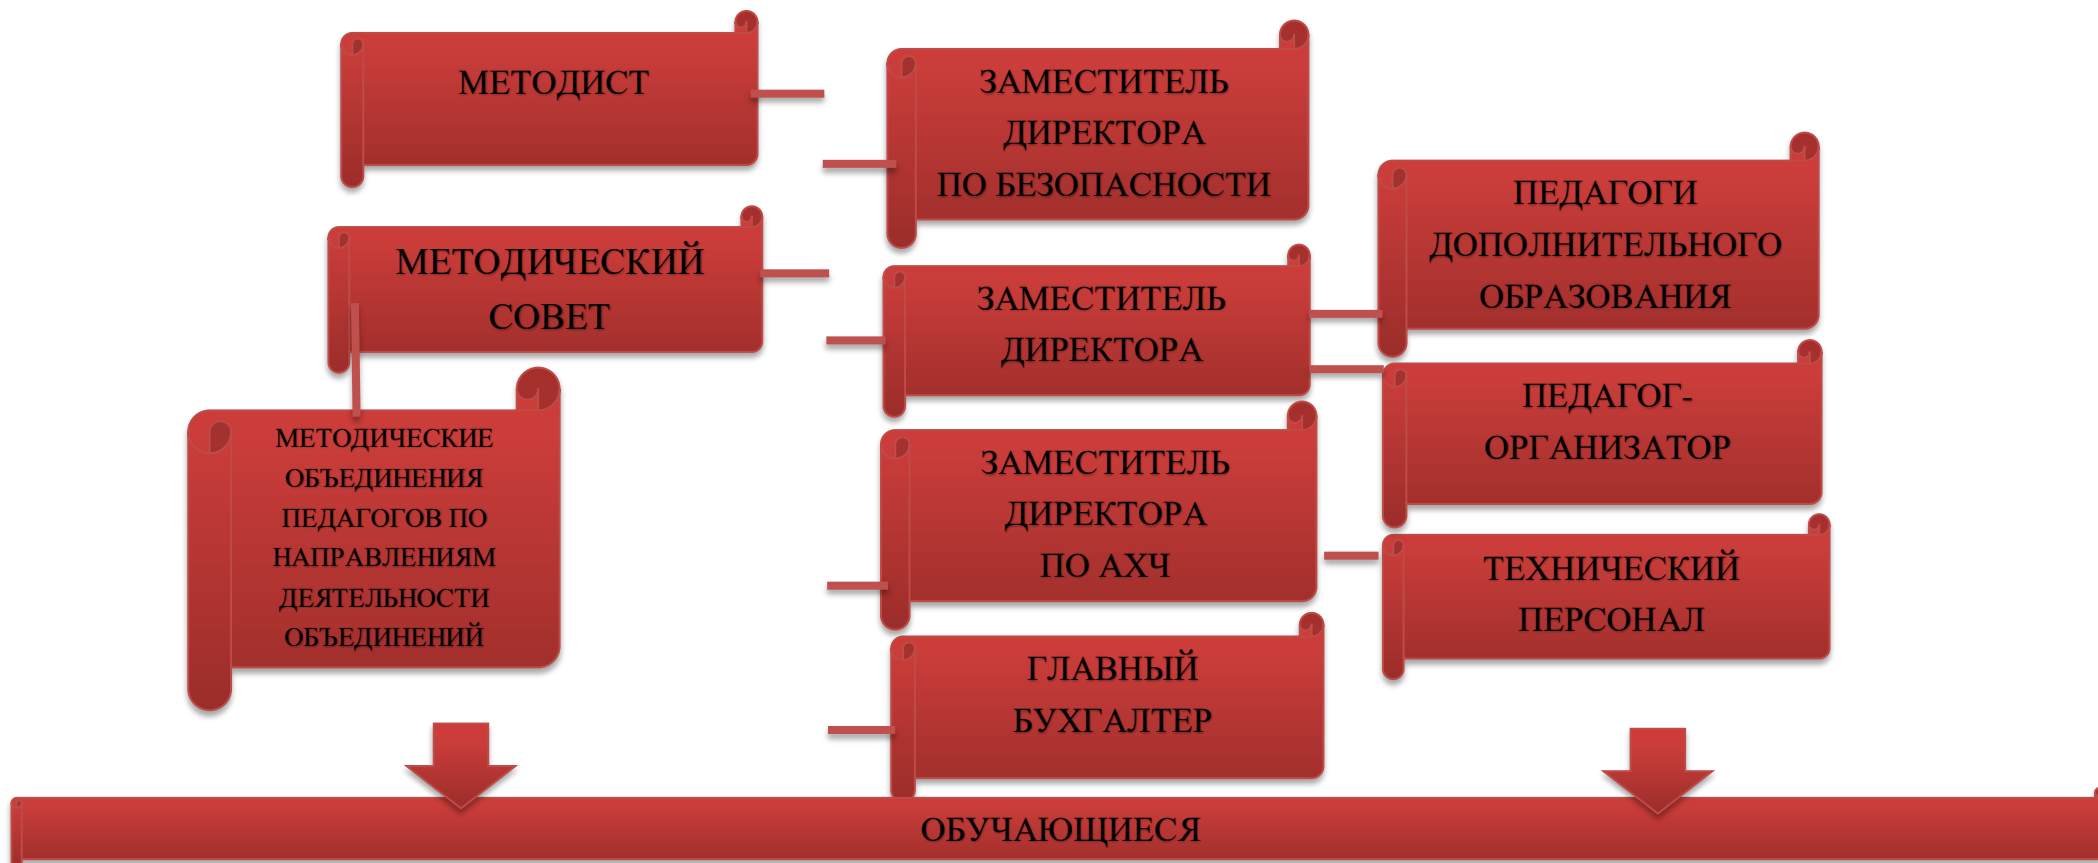 МЕТОДИСТ
ЗАМЕСТИТЕЛЬ
ДИРЕКТОРА
ПО БЕЗОПАСНОСТИ
ПЕДАГОГИ
ДОПОЛНИТЕЛЬНОГО
ОБРАЗОВАНИЯ
МЕТОДИЧЕСКИЙ
СОВЕТ
ЗАМЕСТИТЕЛЬ
ДИРЕКТОРА
ПЕДАГОГ-
ОРГАНИЗАТОР
МЕТОДИЧЕСКИЕ
ОБЪЕДИНЕНИЯ
ПЕДАГОГОВ ПО
НАПРАВЛЕНИЯМ
ДЕЯТЕЛЬНОСТИ
ОБЪЕДИНЕНИЙ
ЗАМЕСТИТЕЛЬ
ДИРЕКТОРА
ПО АХЧ
ТЕХНИЧЕСКИЙ
ПЕРСОНАЛ
ГЛАВНЫЙ
БУХГАЛТЕР
ОБУЧАЮЩИЕСЯ